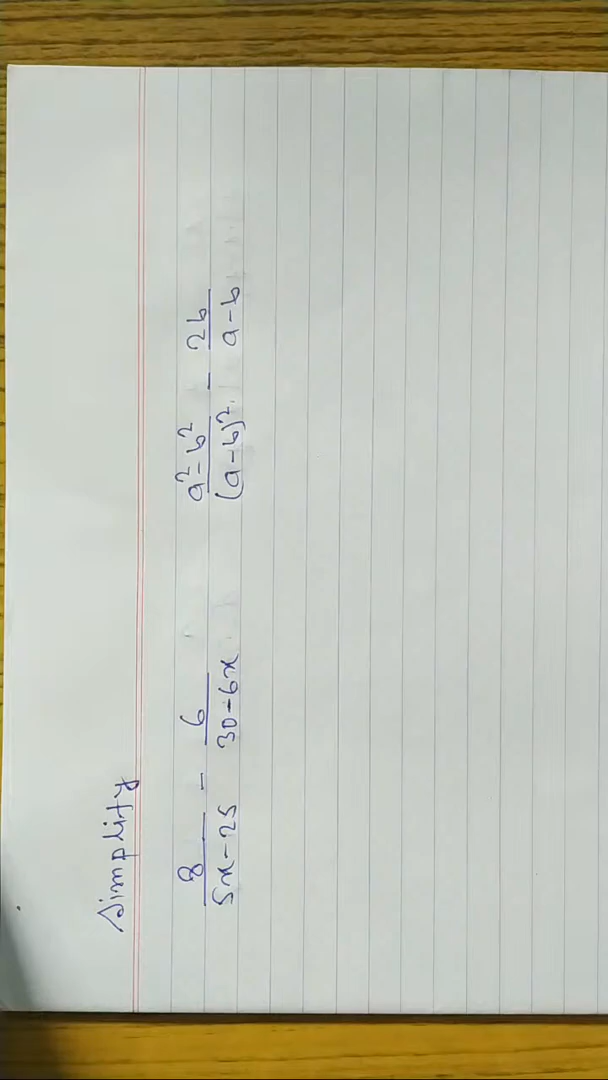 Simplify
8/(5x-25) - 6/(30-6x) (a²-b²)/(a-b)² - 2b/(a-b)